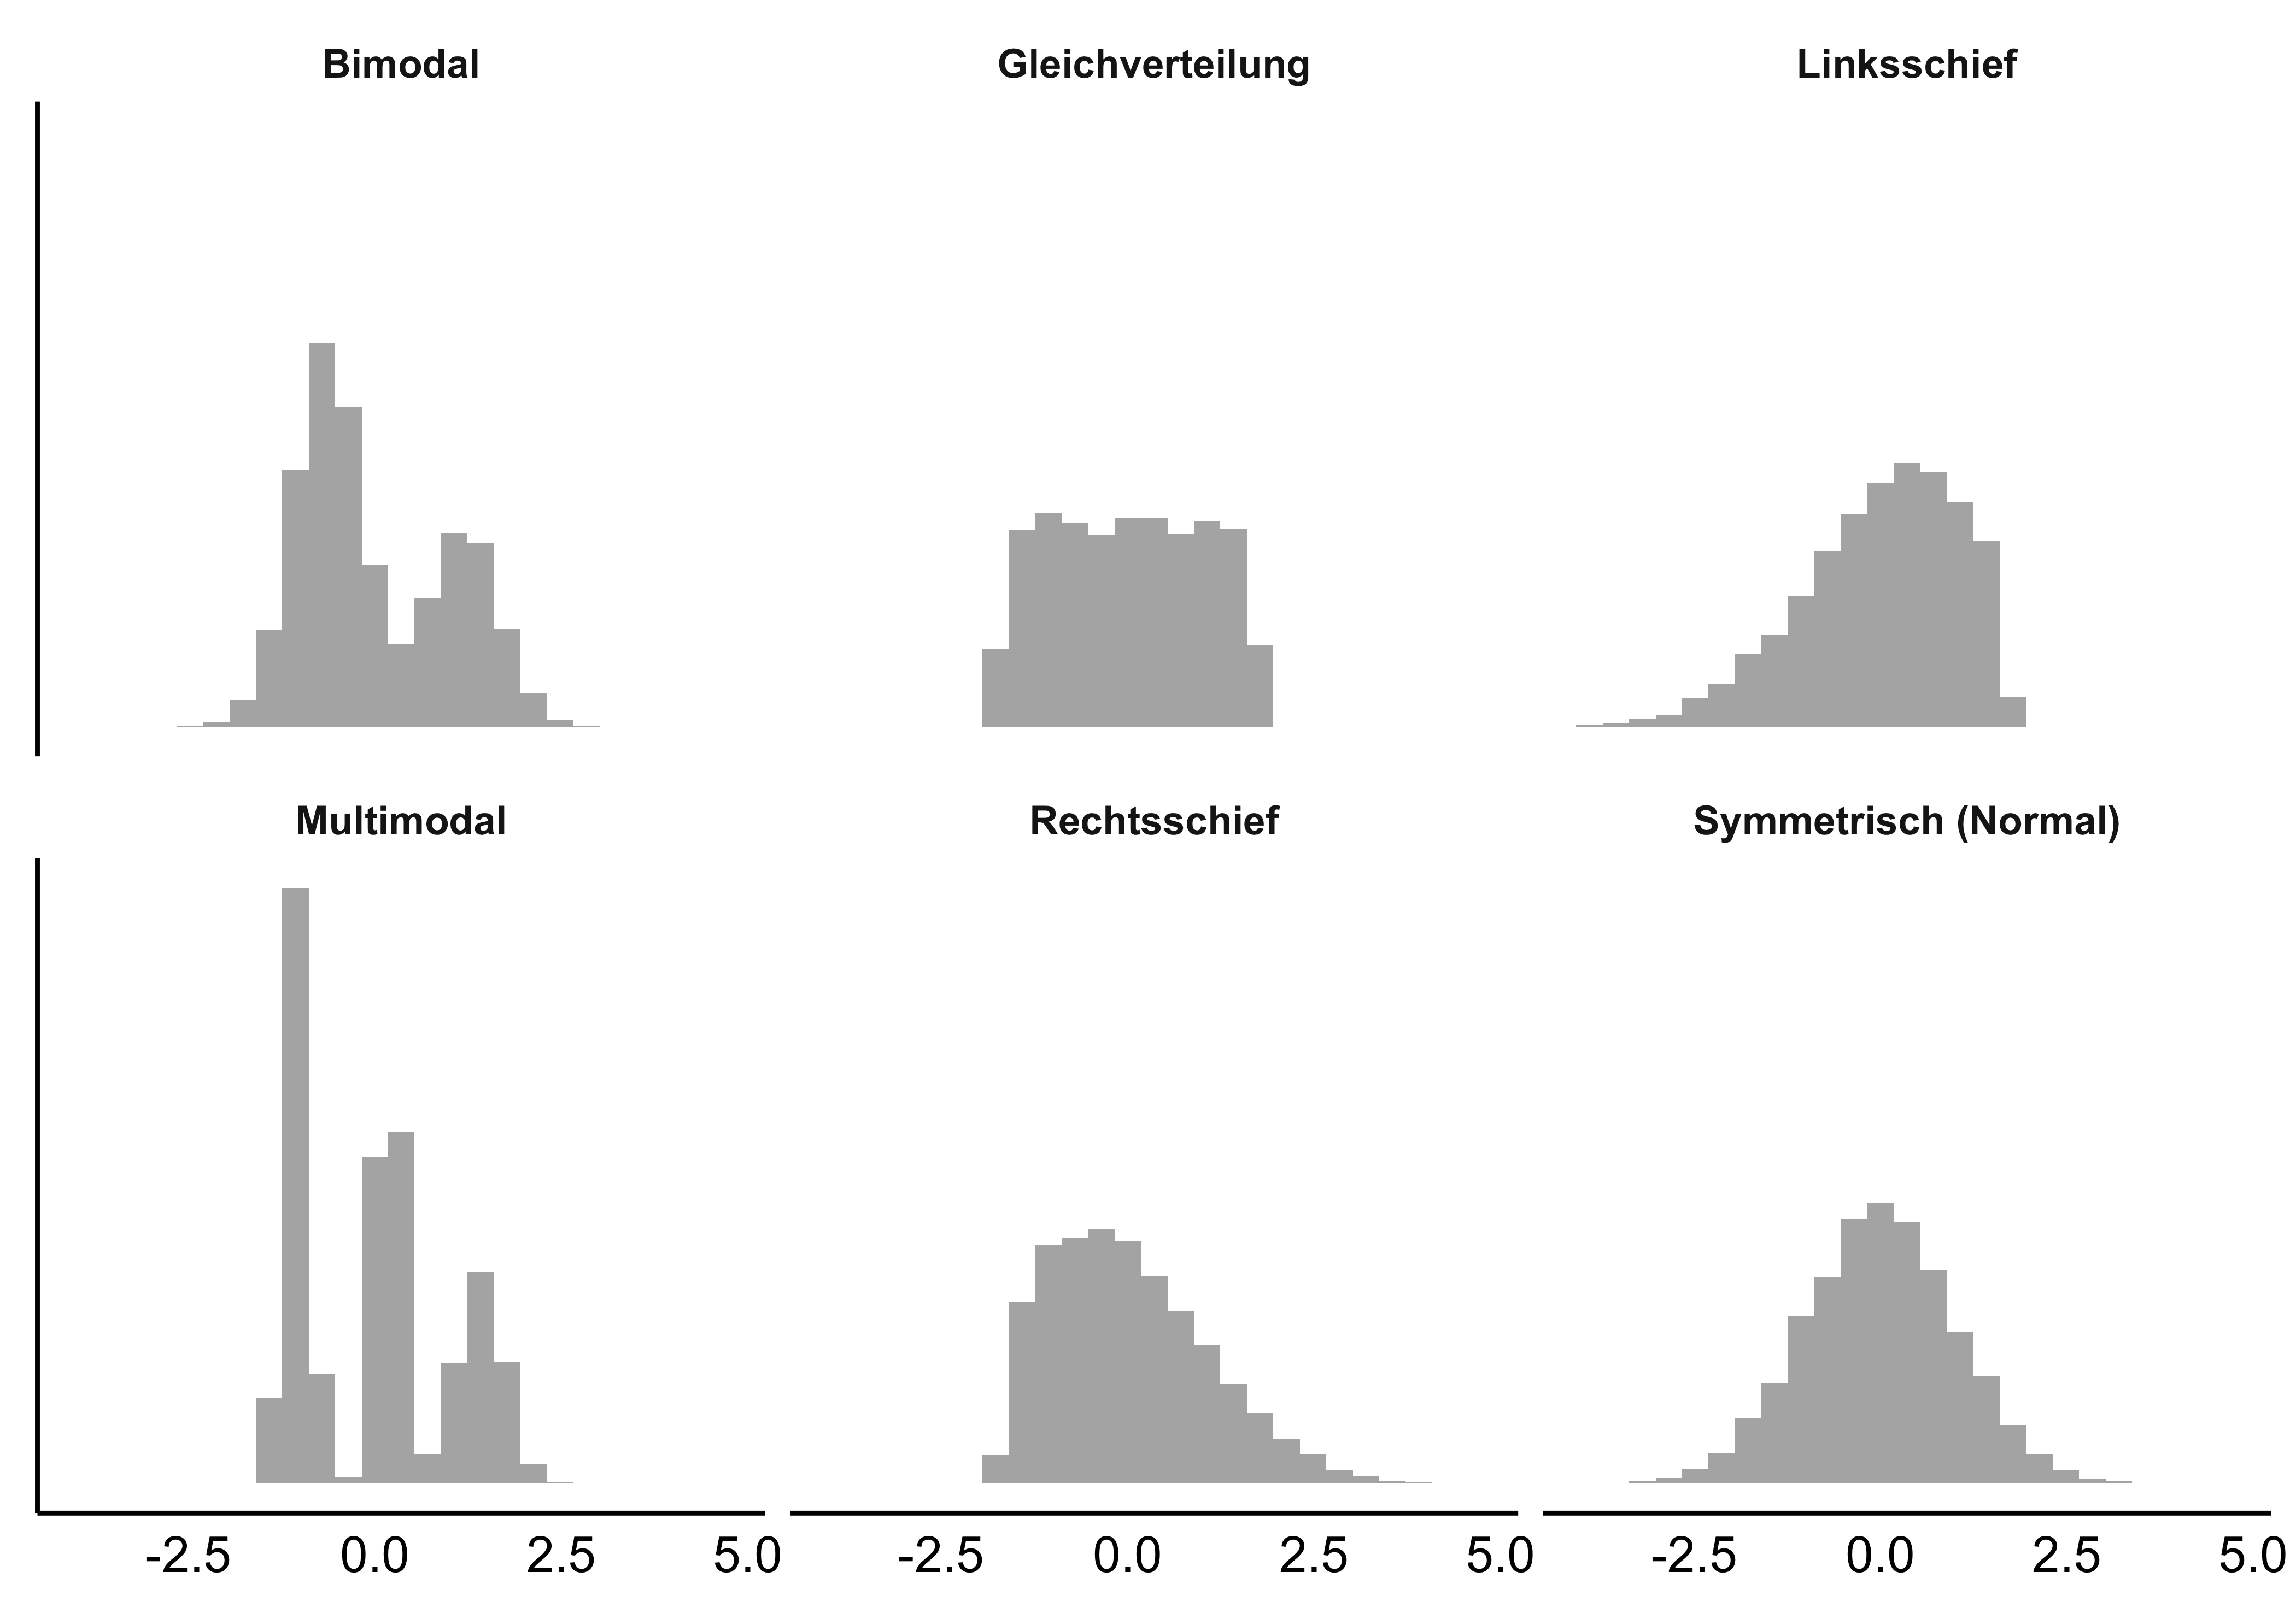 Bimodal
Gleichverteilung
Linksschief
Multimodal
Rechtsschief
Symmetrisch (Normal)
-2.5 0.0 2.5 5.0
-2.5 0.0 2.5 5.0
-2.5 0.0 2.5 5.0